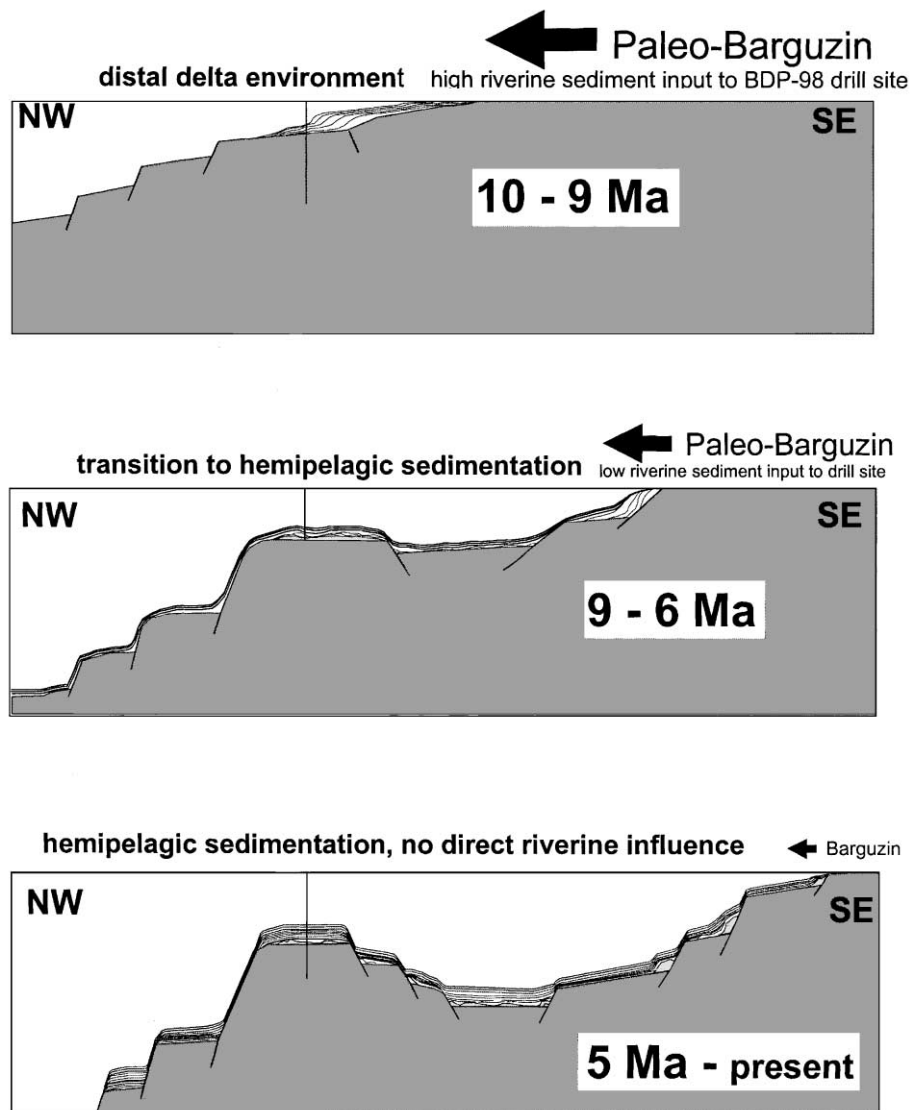 Paleo-Barguzin
distal delta environment high riverine sediment input to BDP-98 drill site
NW SE
10 - 9 Ma
Paleo-Barguzin
transition to hemipelagic sedimentation low riverine sediment input to drill site
NW SE
9 - 6 Ma
hemipelagic sedimentation, no direct riverine influence Barguzin
NW SE
5 Ma - present